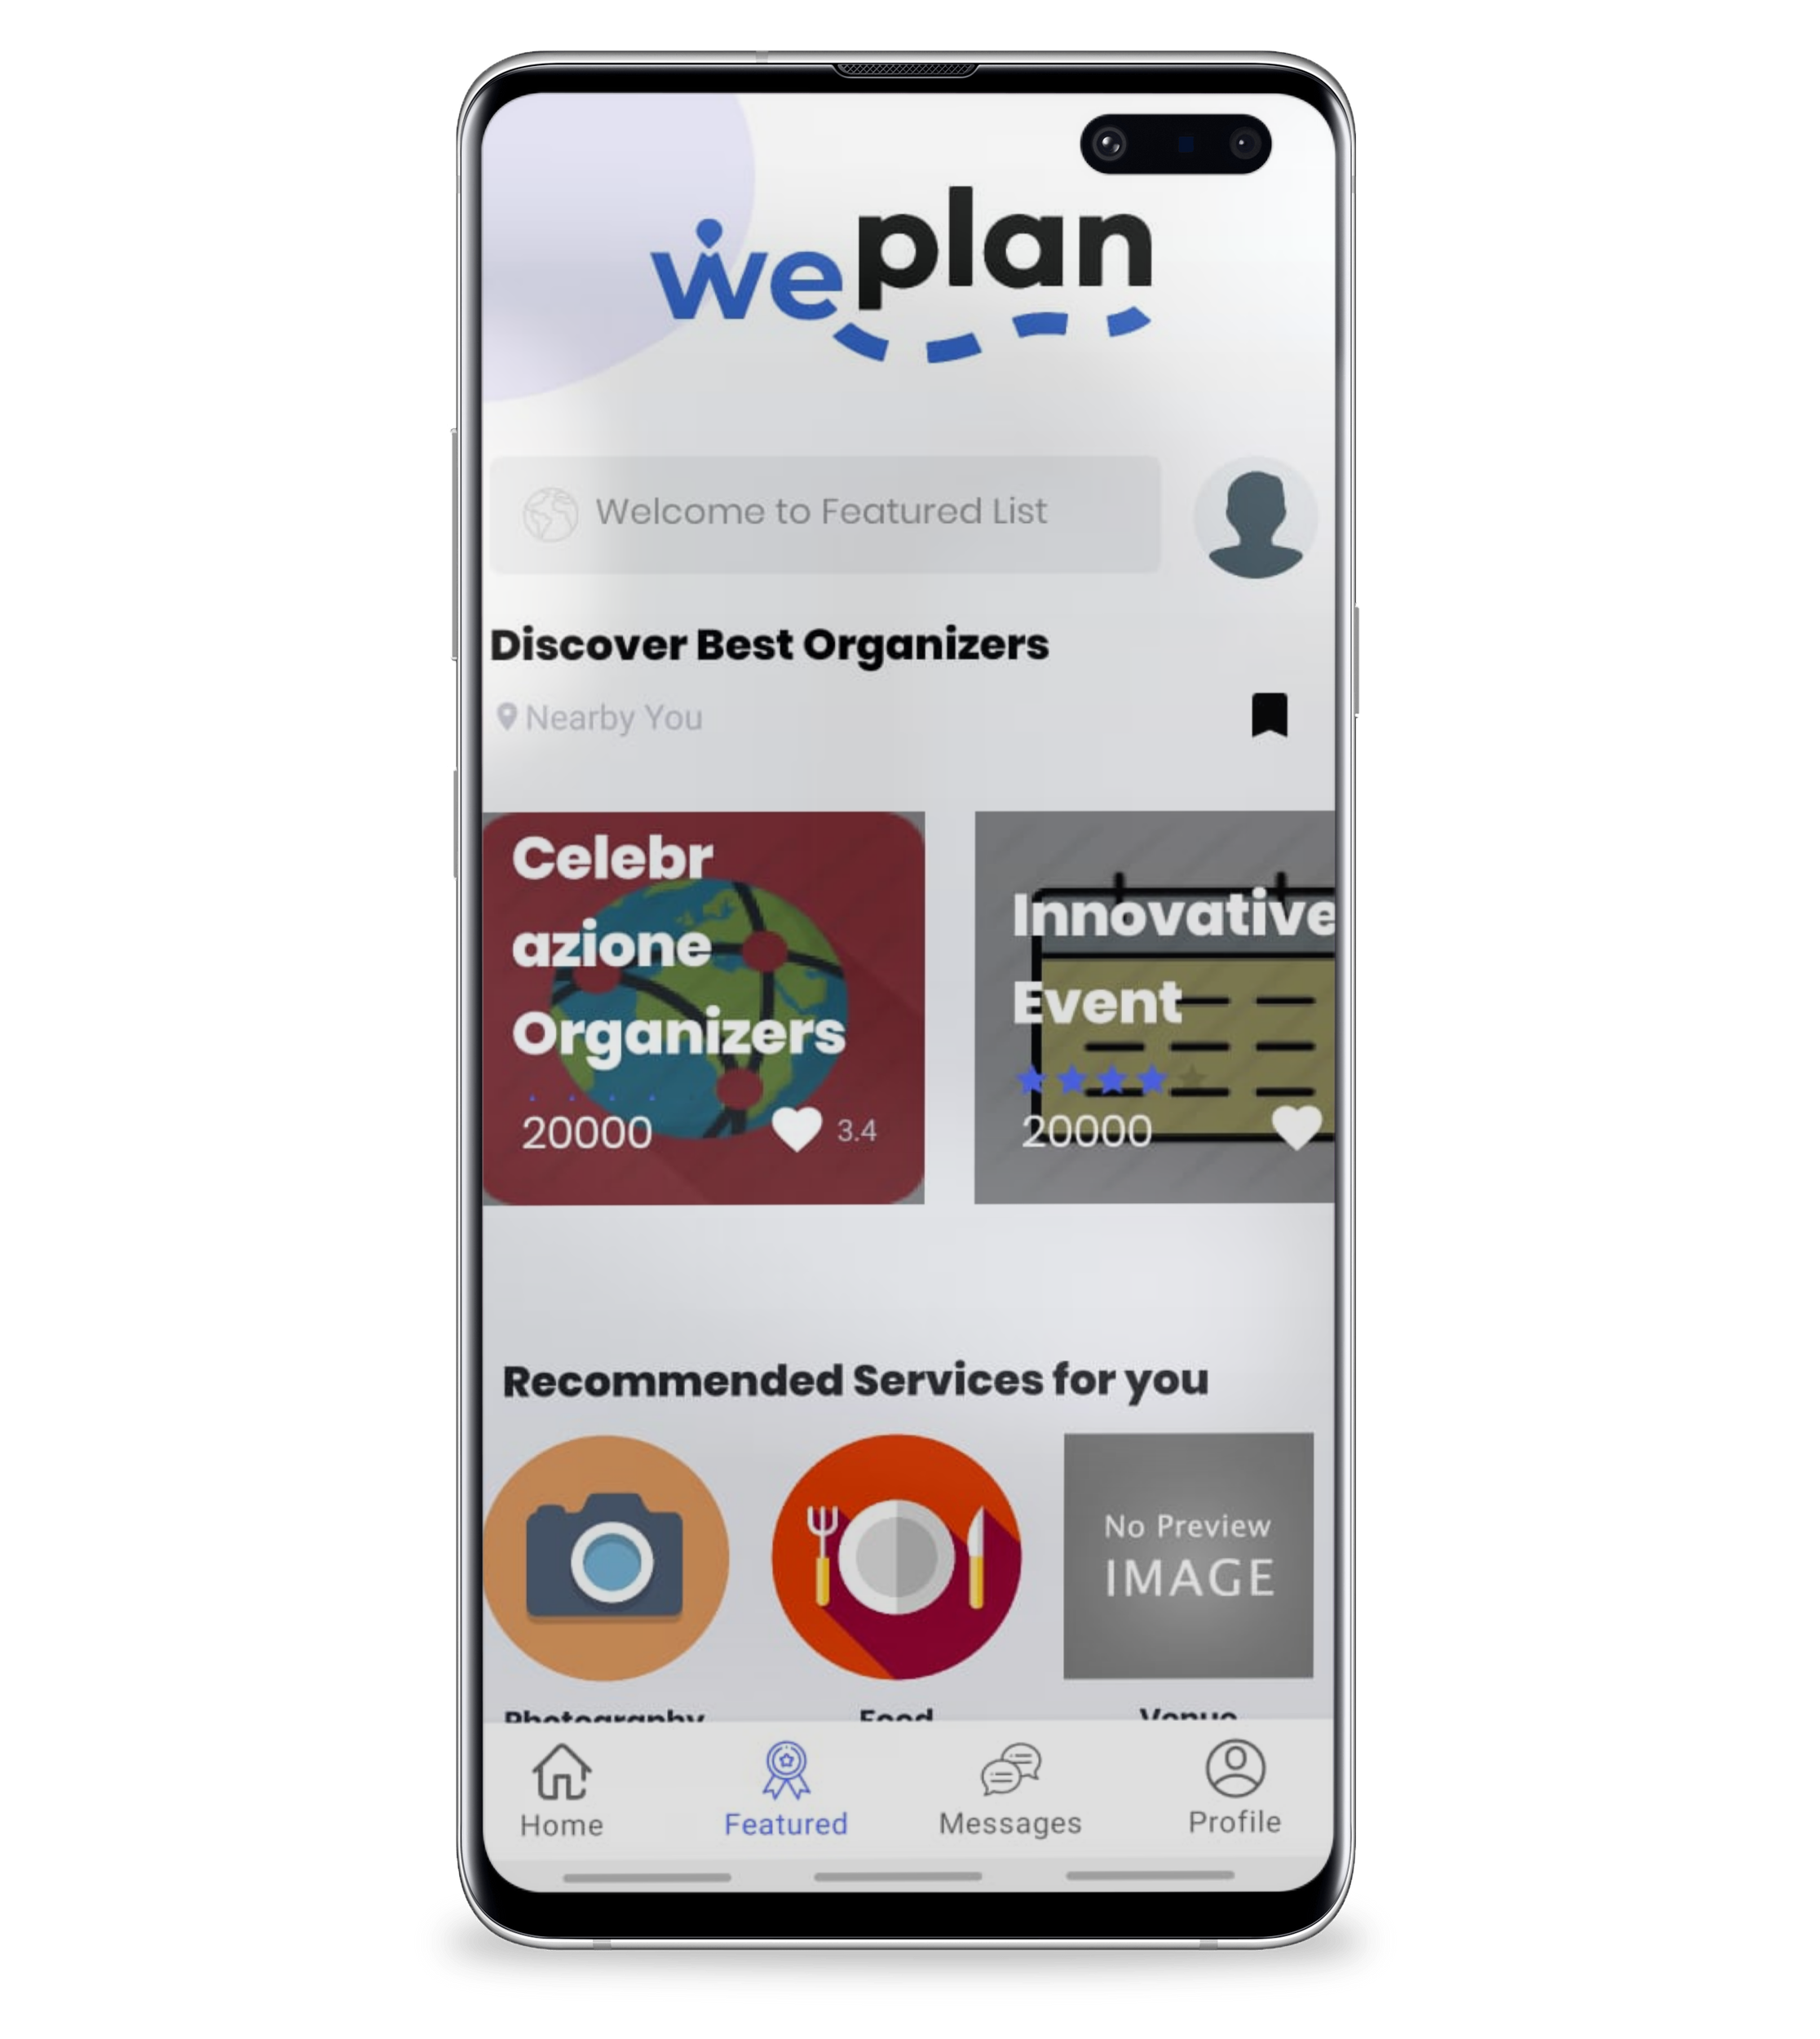 weplan
Welcome to Featured List
Discover Best Organizers
Nearby You
Celebr
azione
Organizers
20000
3.4
Innovative
Event
20000
Recommended Services for you
No Preview
IMAGE
Photography
Food
Venue
Home
Featured
Messages
Profile